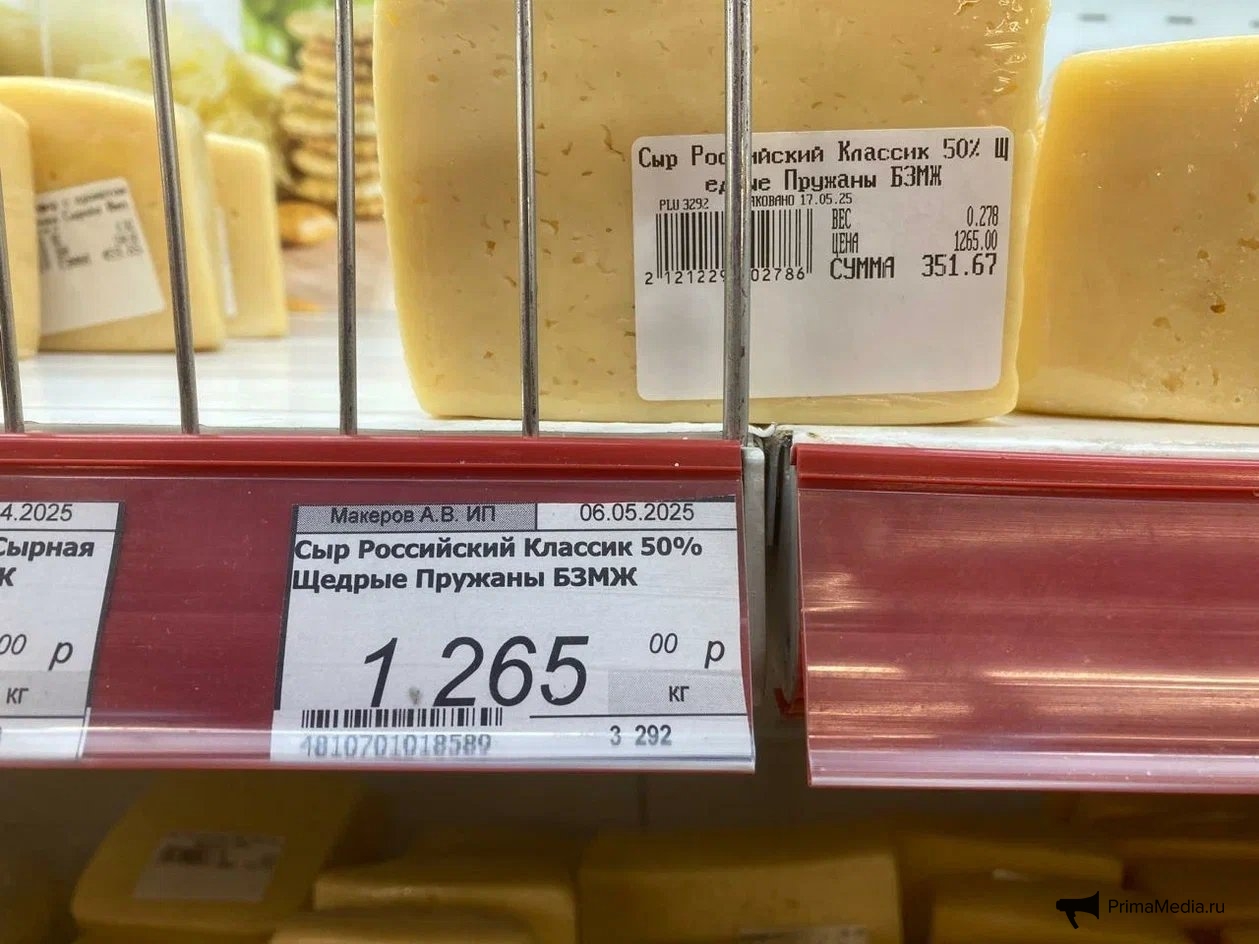 Сыр Российский Классик 50% Щ
едрые Пружаны БЗМЖ
PLU 3292 17.05.25
ВЕС 0.278
ЦЕНА 1265.00
СУММА 351.67
4.2025
Сырная
Ж
00 р
кг
Макеров А.В. ИП 06.05.2025
Сыр Российский Классик 50%
Щедрые Пружаны БЗМЖ
1 265 00 р
кг
4810701018589 3 292
PrimaMedia.ru